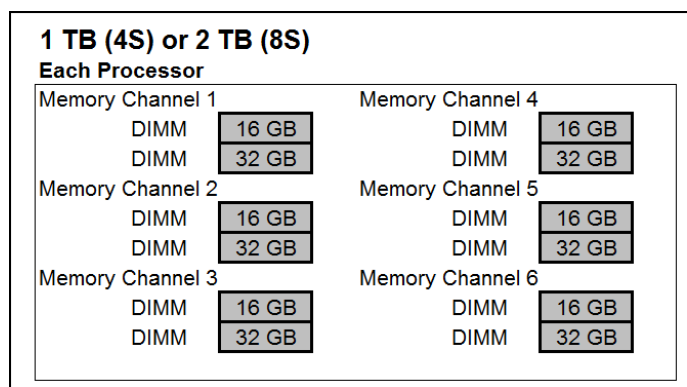 1 TB (4S) or 2 TB (8S)
Each Processor
Memory Channel 1
DIMM 16 GB
DIMM 32 GB
Memory Channel 2
DIMM 16 GB
DIMM 32 GB
Memory Channel 3
DIMM 16 GB
DIMM 32 GB
Memory Channel 4
DIMM 16 GB
DIMM 32 GB
Memory Channel 5
DIMM 16 GB
DIMM 32 GB
Memory Channel 6
DIMM 16 GB
DIMM 32 GB